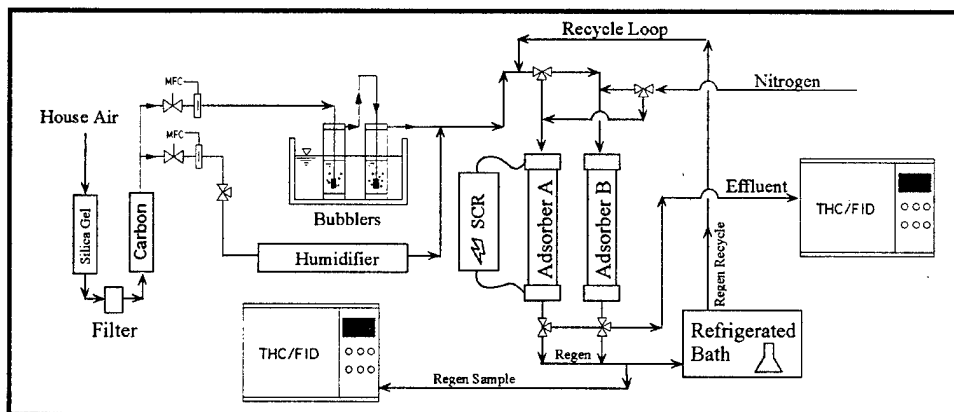 Recycle Loop
MFC
Nitrogen
House Air
MFC
Silica Gel
Carbon
Bubblers
SCR
Adsorber A
Adsorber B
Effluent
THC/FID
Humidifier
Regen Recycle
Filter
THC/FID
Regen
Refrigerated
Bath
Regen Sample